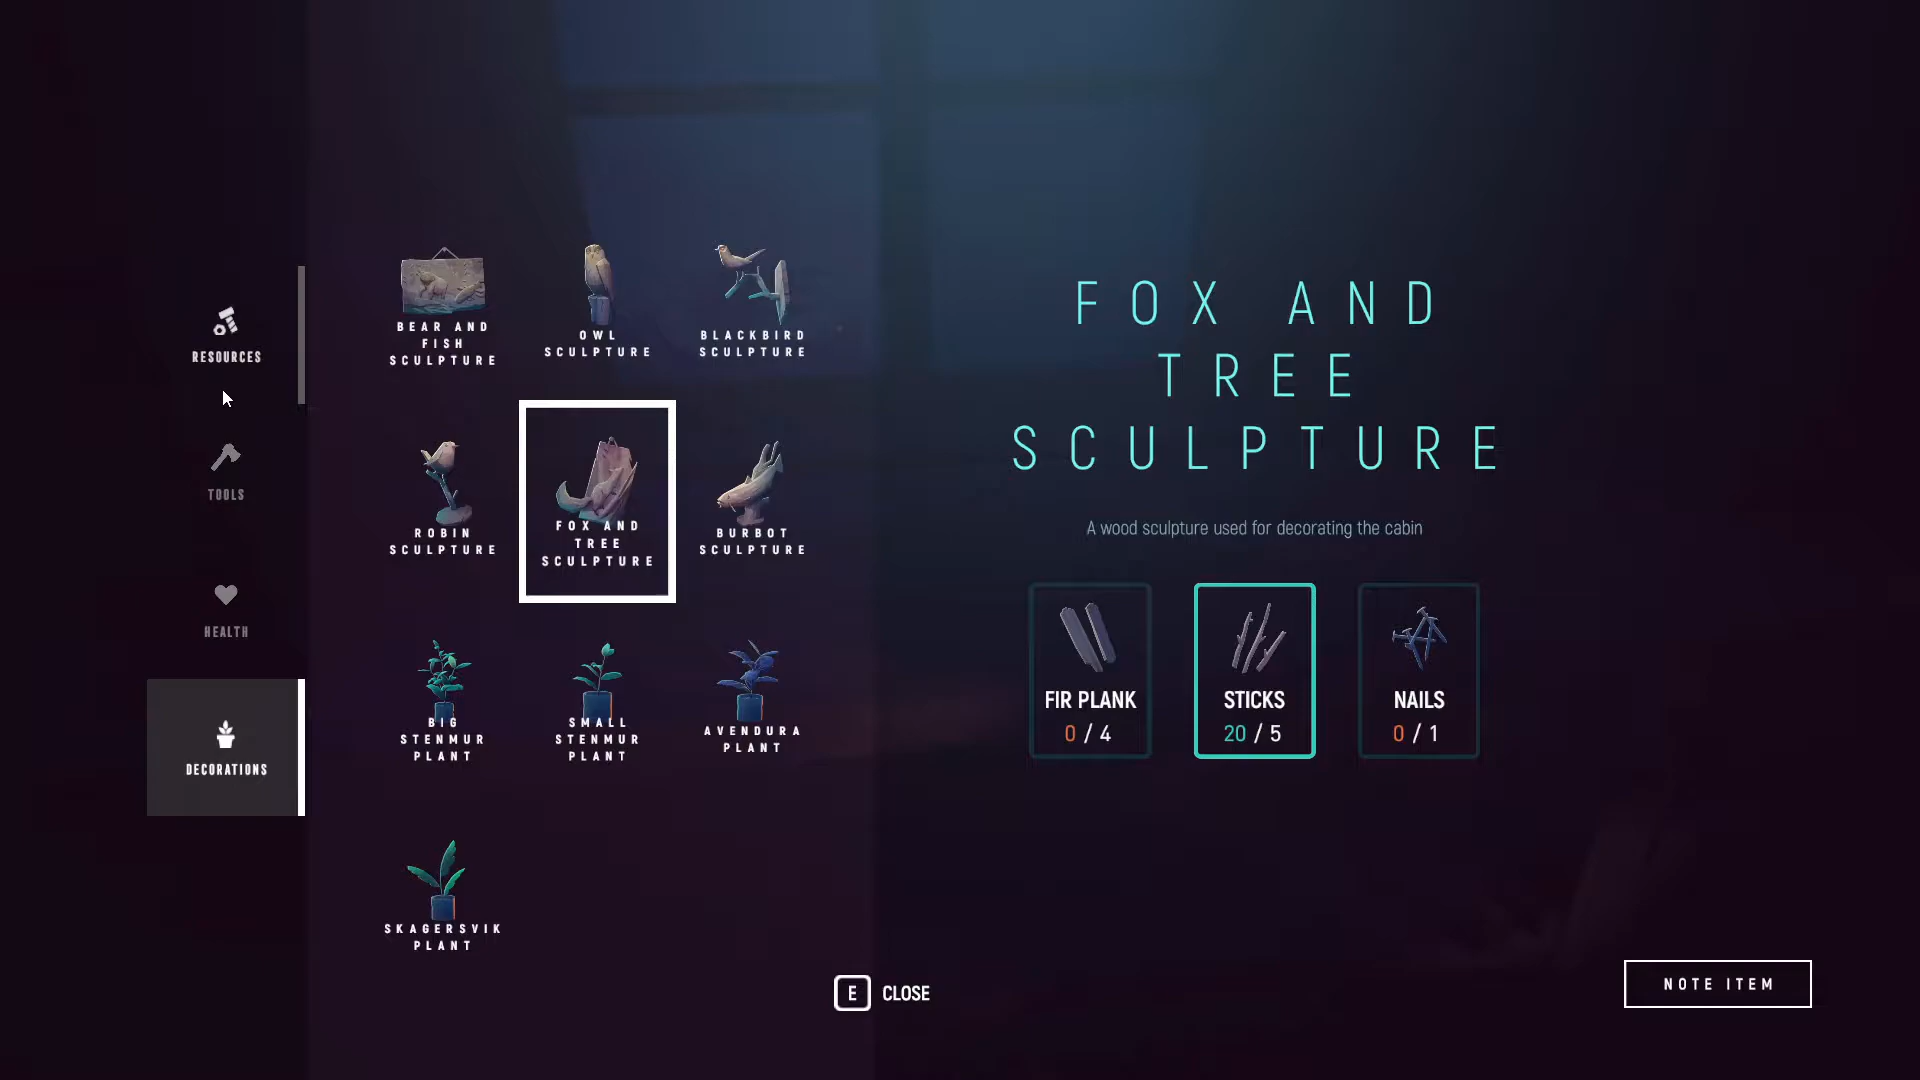 RESOURCES
TOOLS
HEALTH
DECORATIONS
BEAR AND
FISH
SCULPTURE
OWL
SCULPTURE
BLACKBIRD
SCULPTURE
ROBIN
SCULPTURE
FOX AND
TREE
SCULPTURE
BURBOT
SCULPTURE
BIG
STENMUR
PLANT
SMALL
STENMUR
PLANT
AVENDURA
PLANT
SKAGERSVIK
PLANT
FOX AND
TREE
SCULPTURE
A wood sculpture used for decorating the cabin
FIR PLANK
0 / 4
STICKS
20 / 5
NAILS
0 / 1
E CLOSE
NOTE ITEM